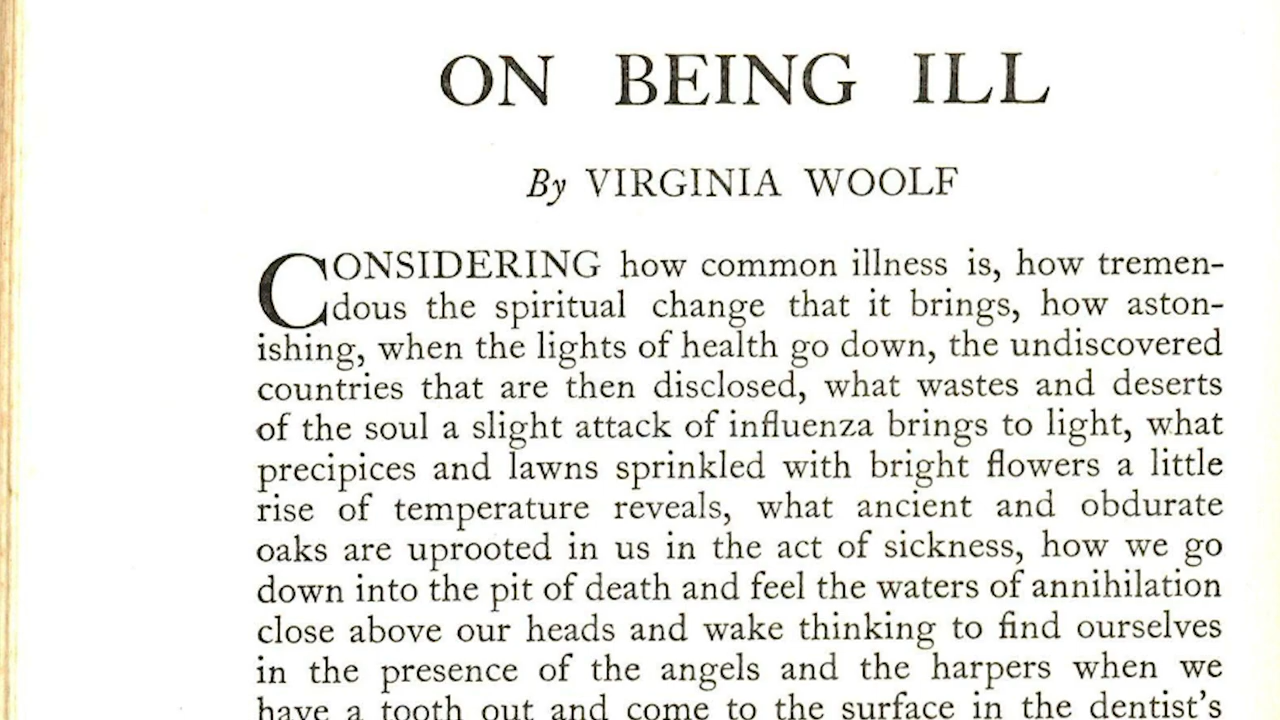 ON BEING ILL
By VIRGINIA WOOLF
CONSIDERING how common illness is, how tremen-
dous the spiritual change that it brings, how aston-
ishing, when the lights of health go down, the undiscovered
countries that are then disclosed, what wastes and deserts
of the soul a slight attack of influenza brings to light, what
precipices and lawns sprinkled with bright flowers a little
rise of temperature reveals, what ancient and obdurate
oaks are uprooted in us in the act of sickness, how we go
down into the pit of death and feel the waters of annihilation
close above our heads and wake thinking to find ourselves
in the presence of the angels and the harpers when we
have a tooth out and come to the surface in the dentist's